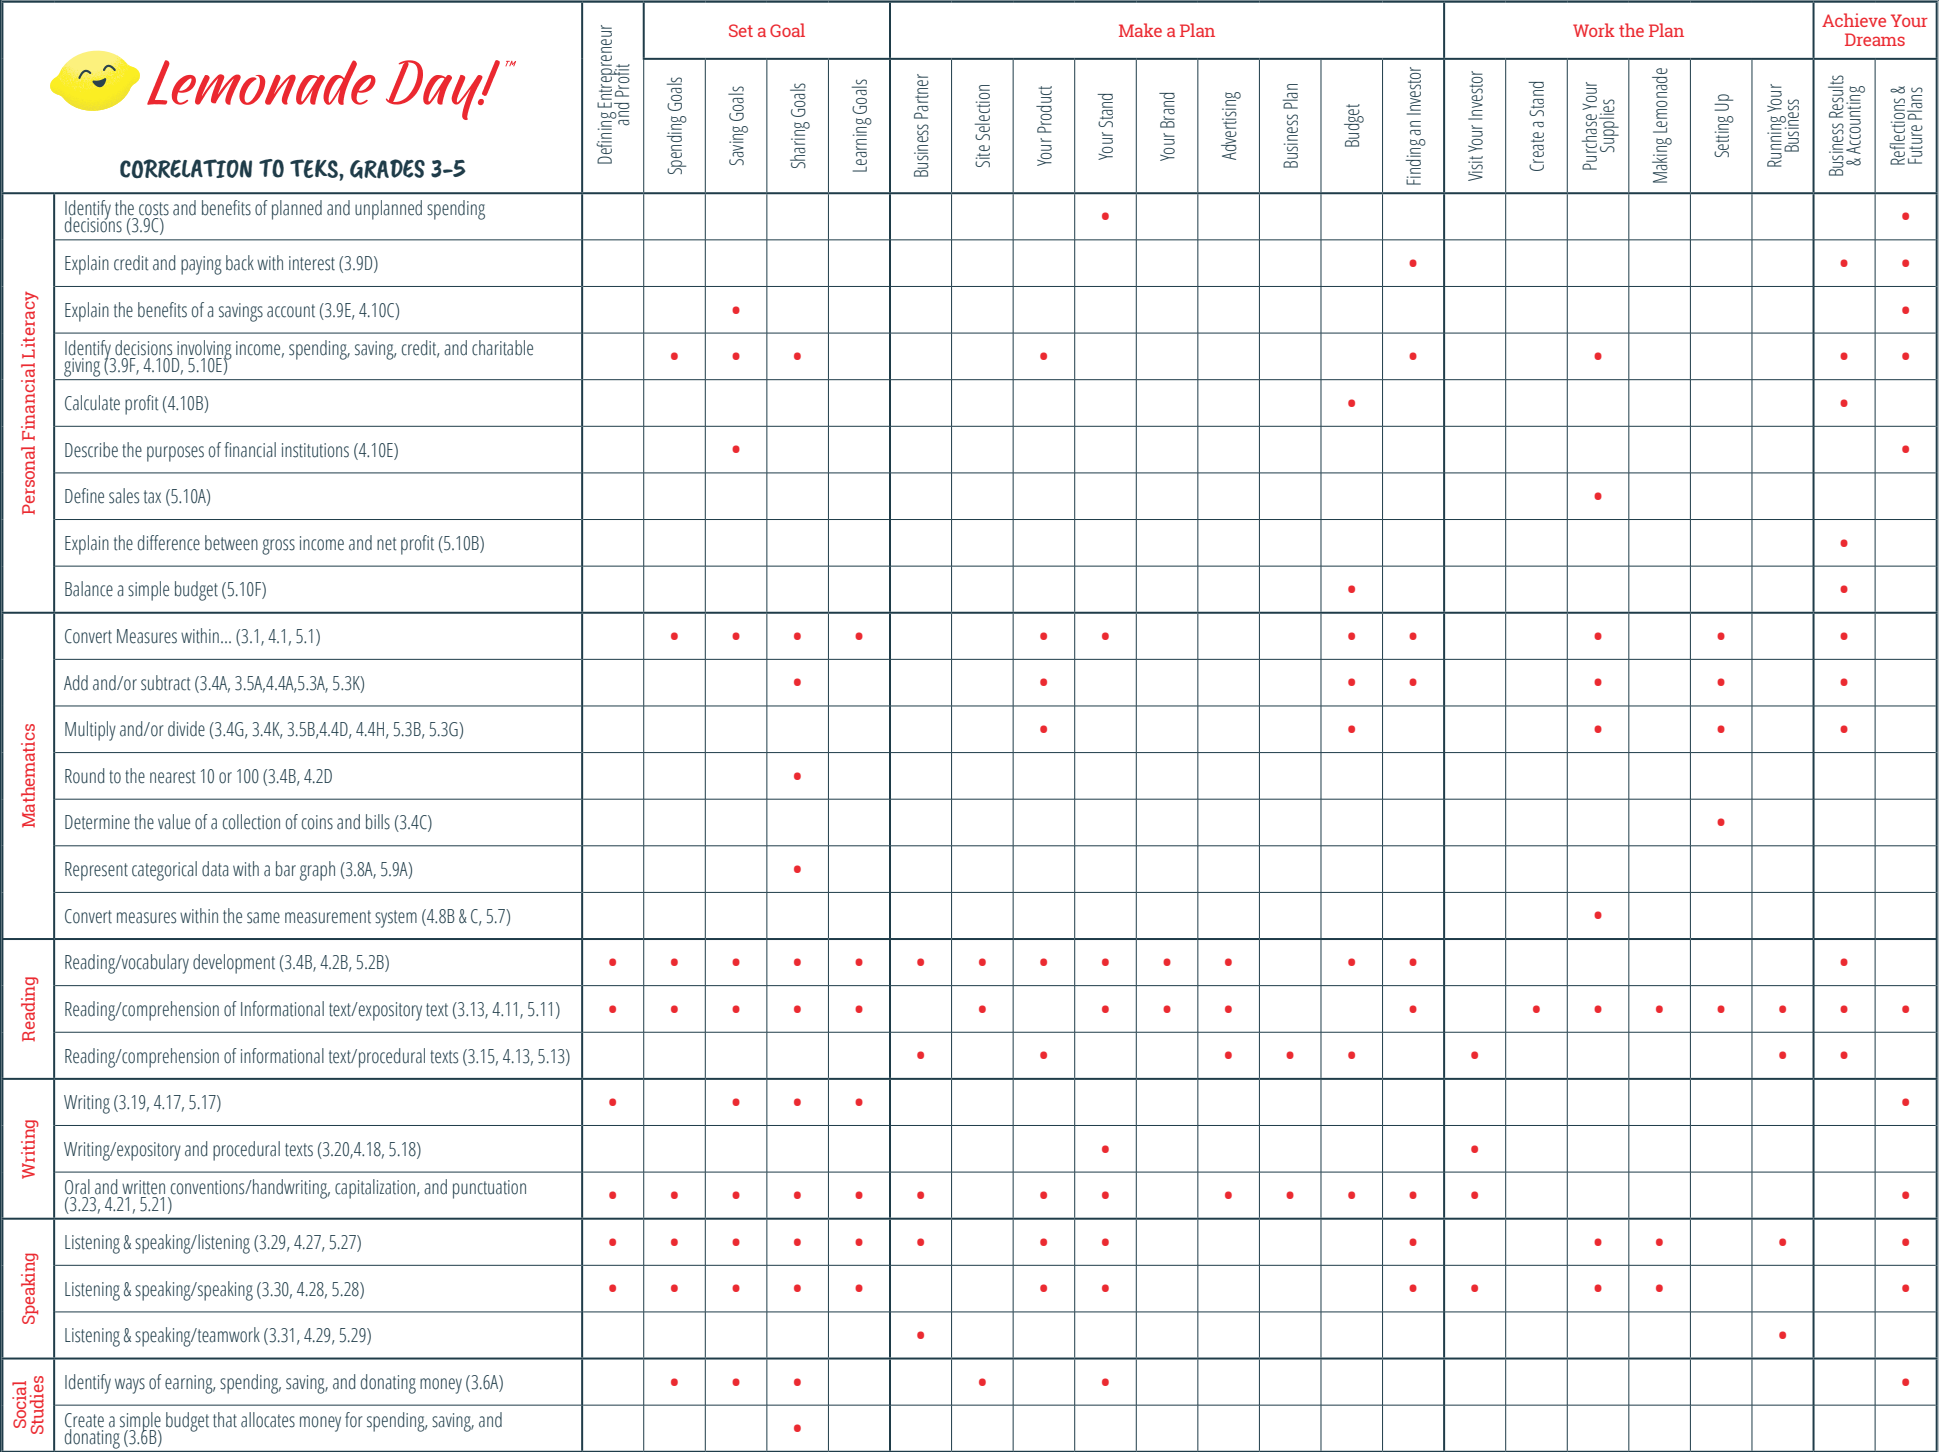 Lemonade Day!™
CORRELATION TO TEKS, GRADES 3-5
Defining Entrepreneur
and Profit
Set a Goal
Make a Plan
Work the Plan
Achieve Your
Dreams
Spending Goals
Saving Goals
Sharing Goals
Learning Goals
Business Partner
Site Selection
Your Product
Your Stand
Your Brand
Advertising
Business Plan
Budget
Finding an Investor
Visit Your Investor
Create a Stand
Purchase Your
Supplies
Making Lemonade
Setting Up
Running Your
Business
Business Results
& Accounting
Reflections &
Future Plans
Personal Financial Literacy
Identify the costs and benefits of planned and unplanned spending
decisions (3.9C)
Explain credit and paying back with interest (3.9D)
Explain the benefits of a savings account (3.9E, 4.10C)
Identify decisions involving income, spending, saving, credit, and charitable
giving (3.9F, 4.10D, 5.10E)
Calculate profit (4.10B)
Describe the purposes of financial institutions (4.10E)
Define sales tax (5.10A)
Explain the difference between gross income and net profit (5.10B)
Balance a simple budget (5.10F)
Mathematics
Convert Measures within... (3.1, 4.1, 5.1)
Add and/or subtract (3.4A, 3.5A,4.4A,5.3A, 5.3K)
Multiply and/or divide (3.4G, 3.4K, 3.5B,4.4D, 4.4H, 5.3B, 5.3G)
Round to the nearest 10 or 100 (3.4B, 4.2D
Determine the value of a collection of coins and bills (3.4C)
Represent categorical data with a bar graph (3.8A, 5.9A)
Convert measures within the same measurement system (4.8B & C, 5.7)
Reading
Reading/vocabulary development (3.4B, 4.2B, 5.2B)
Reading/comprehension of Informational text/expository text (3.13, 4.11, 5.11)
Reading/comprehension of informational text/procedural texts (3.15, 4.13, 5.13)
Writing
Writing (3.19, 4.17, 5.17)
Writing/expository and procedural texts (3.20,4.18, 5.18)
Oral and written conventions/handwriting, capitalization, and punctuation
(3.23, 4.21, 5.21)
Speaking
Listening & speaking/listening (3.29, 4.27, 5.27)
Listening & speaking/speaking (3.30, 4.28, 5.28)
Listening & speaking/teamwork (3.31, 4.29, 5.29)
Social
Studies
Identify ways of earning, spending, saving, and donating money (3.6A)
Create a simple budget that allocates money for spending, saving, and
donating (3.6B)